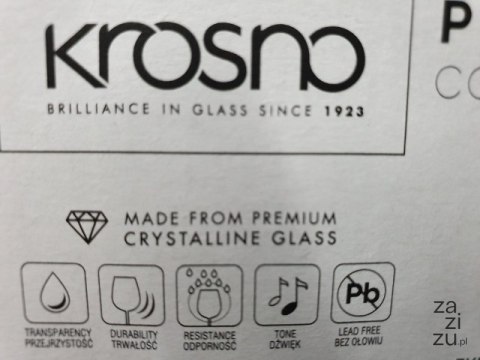 krosno
BRILLIANCE IN GLASS SINCE 1923
P
CO
MADE FROM PREMIUM
CRYSTALLINE GLASS
Pb
TRANSPARENCY
PRZEJRZYSTOŚĆ
DURABILITY
TRWAŁOŚĆ
RESISTANCE
ODPORNOŚĆ
TONE
DŹWIĘK
LEAD FREE
BEZ OŁOWIU
za
zi
zu.pl